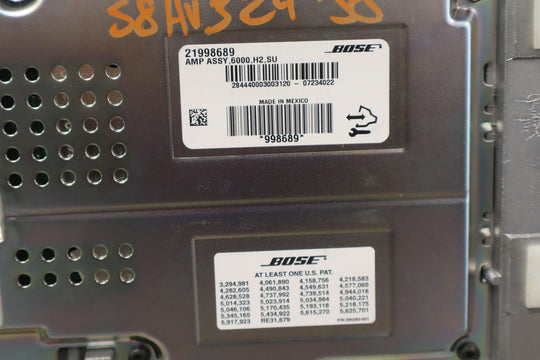 21998689 BOSE
AMP ASSY,6000,H2,SU
284440003003120 - 07234022
MADE IN MEXICO
*998689*
BOSE
AT LEAST ONE U.S. PAT.
3,294,981 4,061,890 4,158,756 4,218,583
4,282,605 4,490,843 4,549,631 4,577,069
4,628,528 4,737,992 4,739,514 4,944,018
5,014,323 5,023,914 5,034,984 5,040,221
5,046,106 5,170,435 5,193,118 5,218,175
5,345,165 5,434,922 5,615,270 5,625,701
5,917,923 RE31,679